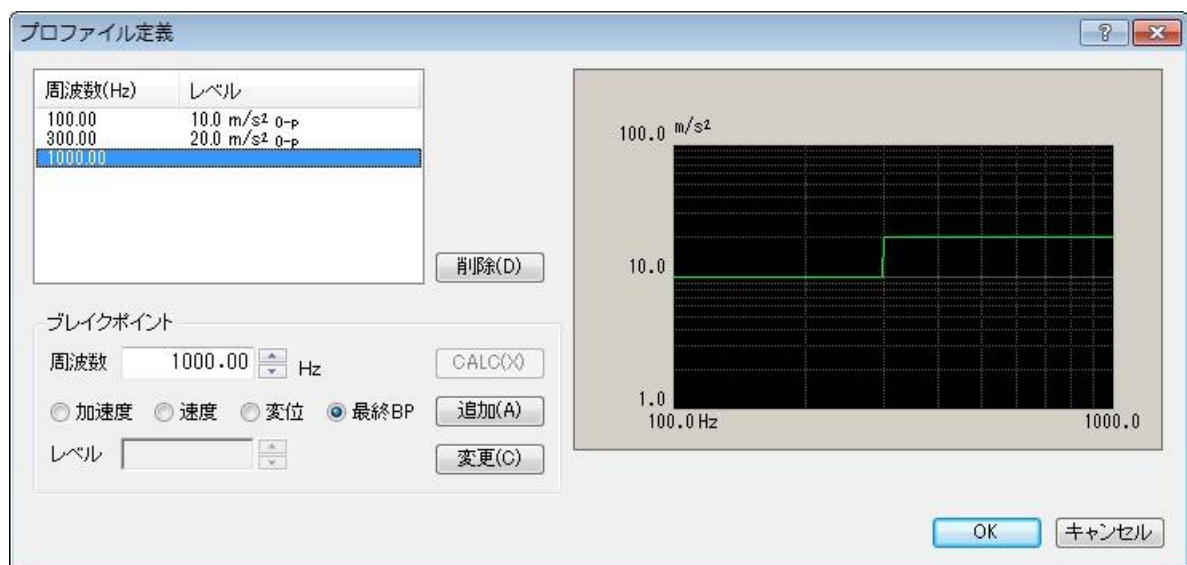 プロファイル定義
周波数(Hz) レベル
100.00 10.0 m/s² 0-p
300.00 20.0 m/s² 0-p
1000.00
削除(D)
ブレイクポイント
周波数 1000.00 Hz
CALC(X)
加速度 速度 変位 最終BP
追加(A)
レベル
変更(C)
100.0 m/s²
10.0
1.0
100.0 Hz 1000.0
OK キャンセル